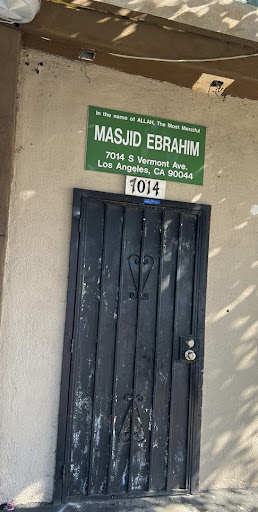 In the name of ALLAH, The Most Merciful
MASJID EBRAHIM
7014 S Vermont Ave.
Los Angeles, CA 90044
7014